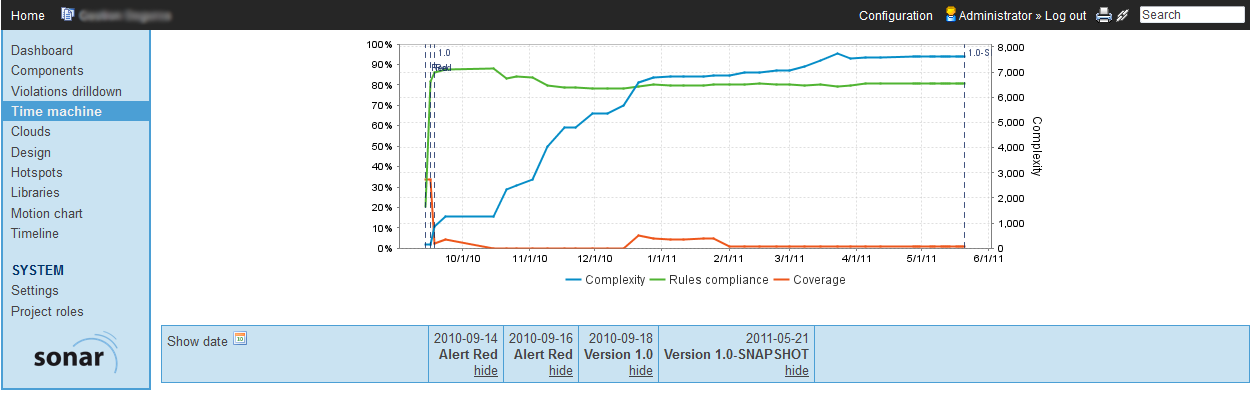 Home
Configuration Administrator » Log out Search
Dashboard
Components
Violations drilldown
Time machine
Clouds
Design
Hotspots
Libraries
Motion chart
Timeline
SYSTEM
Settings
Project roles
sonar
100%
90%
80%
70%
60%
50%
40%
30%
20%
10%
0%
1.0
Red
1.0-S
8,000
7,000
6,000
5,000
4,000
3,000
2,000
1,000
0
Complexity
10/1/10 11/1/10 12/1/10 1/1/11 2/1/11 3/1/11 4/1/11 5/1/11 6/1/11
Complexity Rules compliance Coverage
Show date 10
2010-09-14 2010-09-16 2010-09-18 2011-05-21
Alert Red Alert Red Version 1.0 Version 1.0-SNAPSHOT
hide hide hide hide